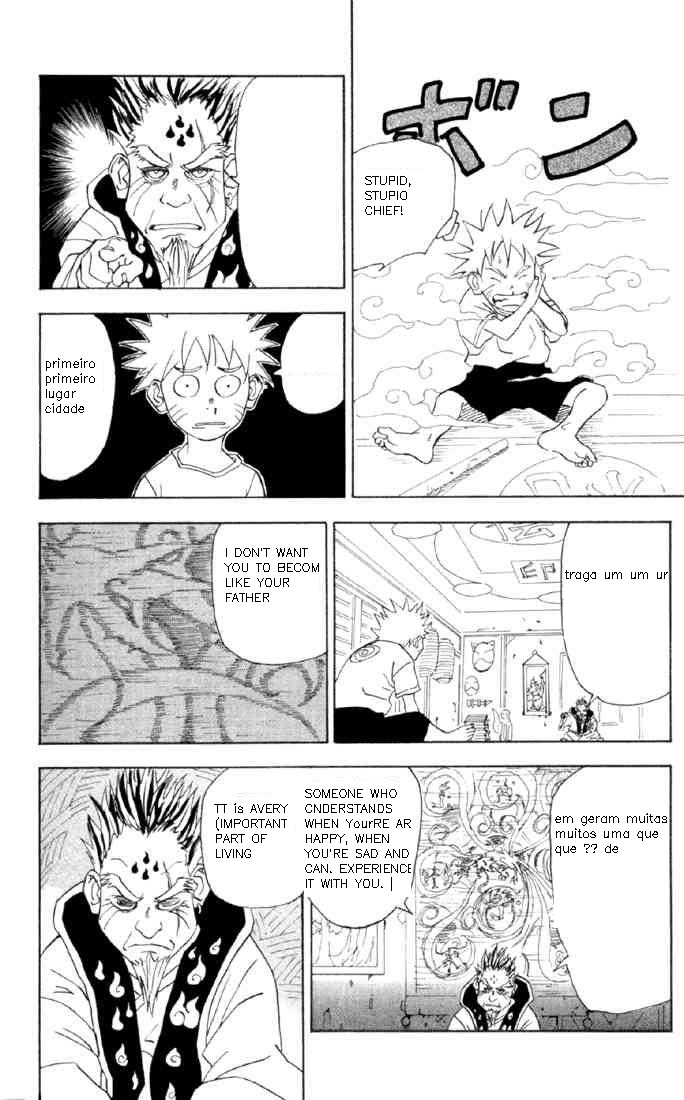 ボン
STUPID,
STUPIO
CHIEF!
primeiro
primeiro
lugar
cidade
traga um um ur
I DON'T WANT
YOU TO BECOM
LIKE YOUR
FATHER
em geram muitas
muitos uma que
que ?? de
SOMEONE WHO
CNDERSTANDS
WHEN YourRE AR
HAPPY, WHEN
YOU'RE SAD AND
CAN. EXPERIENCE
IT WITH YOU. |
TT is AVERY
(IMPORTANT
PART OF
LIVING